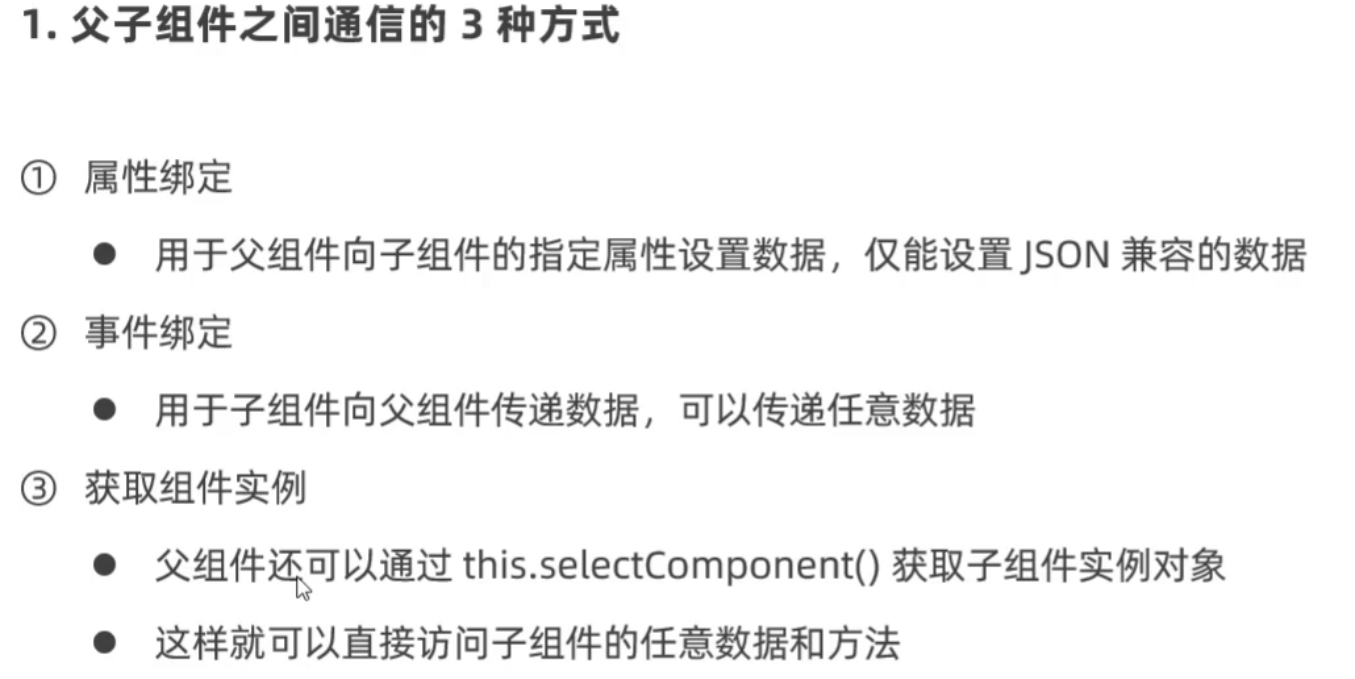 1. 父子组件之间通信的 3 种方式
① 属性绑定
● 用于父组件向子组件的指定属性设置数据，仅能设置 JSON 兼容的数据
② 事件绑定
● 用于子组件向父组件传递数据，可以传递任意数据
③ 获取组件实例
● 父组件还可以通过 this.selectComponent() 获取子组件实例对象
● 这样就可以直接访问子组件的任意数据和方法